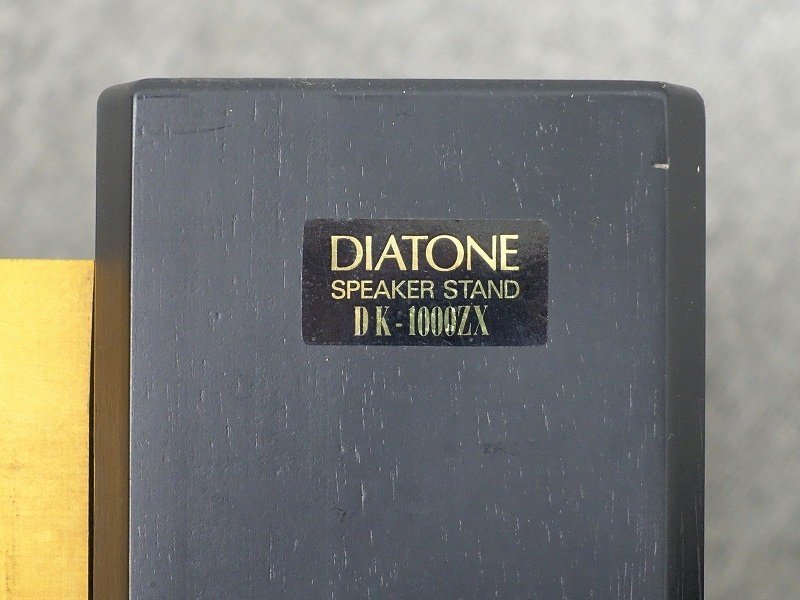 DIATONE
SPEAKER STAND
DK-1000ZX